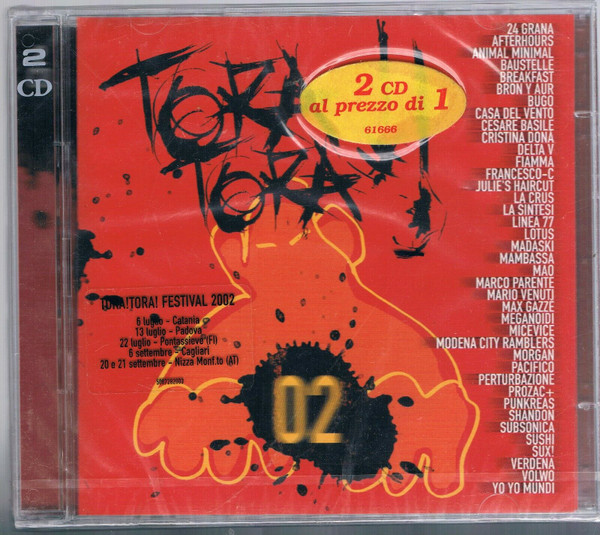 2
CD
TORA!
TORA!
2 CD
al prezzo di 1
61666
24 GRANA
AFTERHOURS
ANIMAL MINIMAL
BAUSTELLE
BREAKFAST
BRON Y AUR
BUGO
CASA DEL VENTO
CESARE BASILE
CRISTINA DONA
DELTA V
FIAMMA
FRANCESCO-C
JULIE'S HAIRCUT
LA CRUS
LA SINTESI
LINEA 77
LOTUS
MADASKI
MAMBASSA
MAO
MARCO PARENTE
MARIO VENUTI
MAX GAZZE
MEGANOIDI
MICEVICE
MODENA CITY RAMBLERS
MORGAN
PACIFICO
PERTURBAZIONE
PROZAC+
PUNKREAS
SHANDON
SUBSONICA
SUSHI
SUX!
VERDENA
VOLWO
YO YO MUNDI
TORA!TORA! FESTIVAL 2002
6 luglio - Catania
13 luglio - Padova
22 luglio - Pontassieve (FI)
6 settembre - Cagliari
20 e 21 settembre - Nizza Monf.to (AT)
02